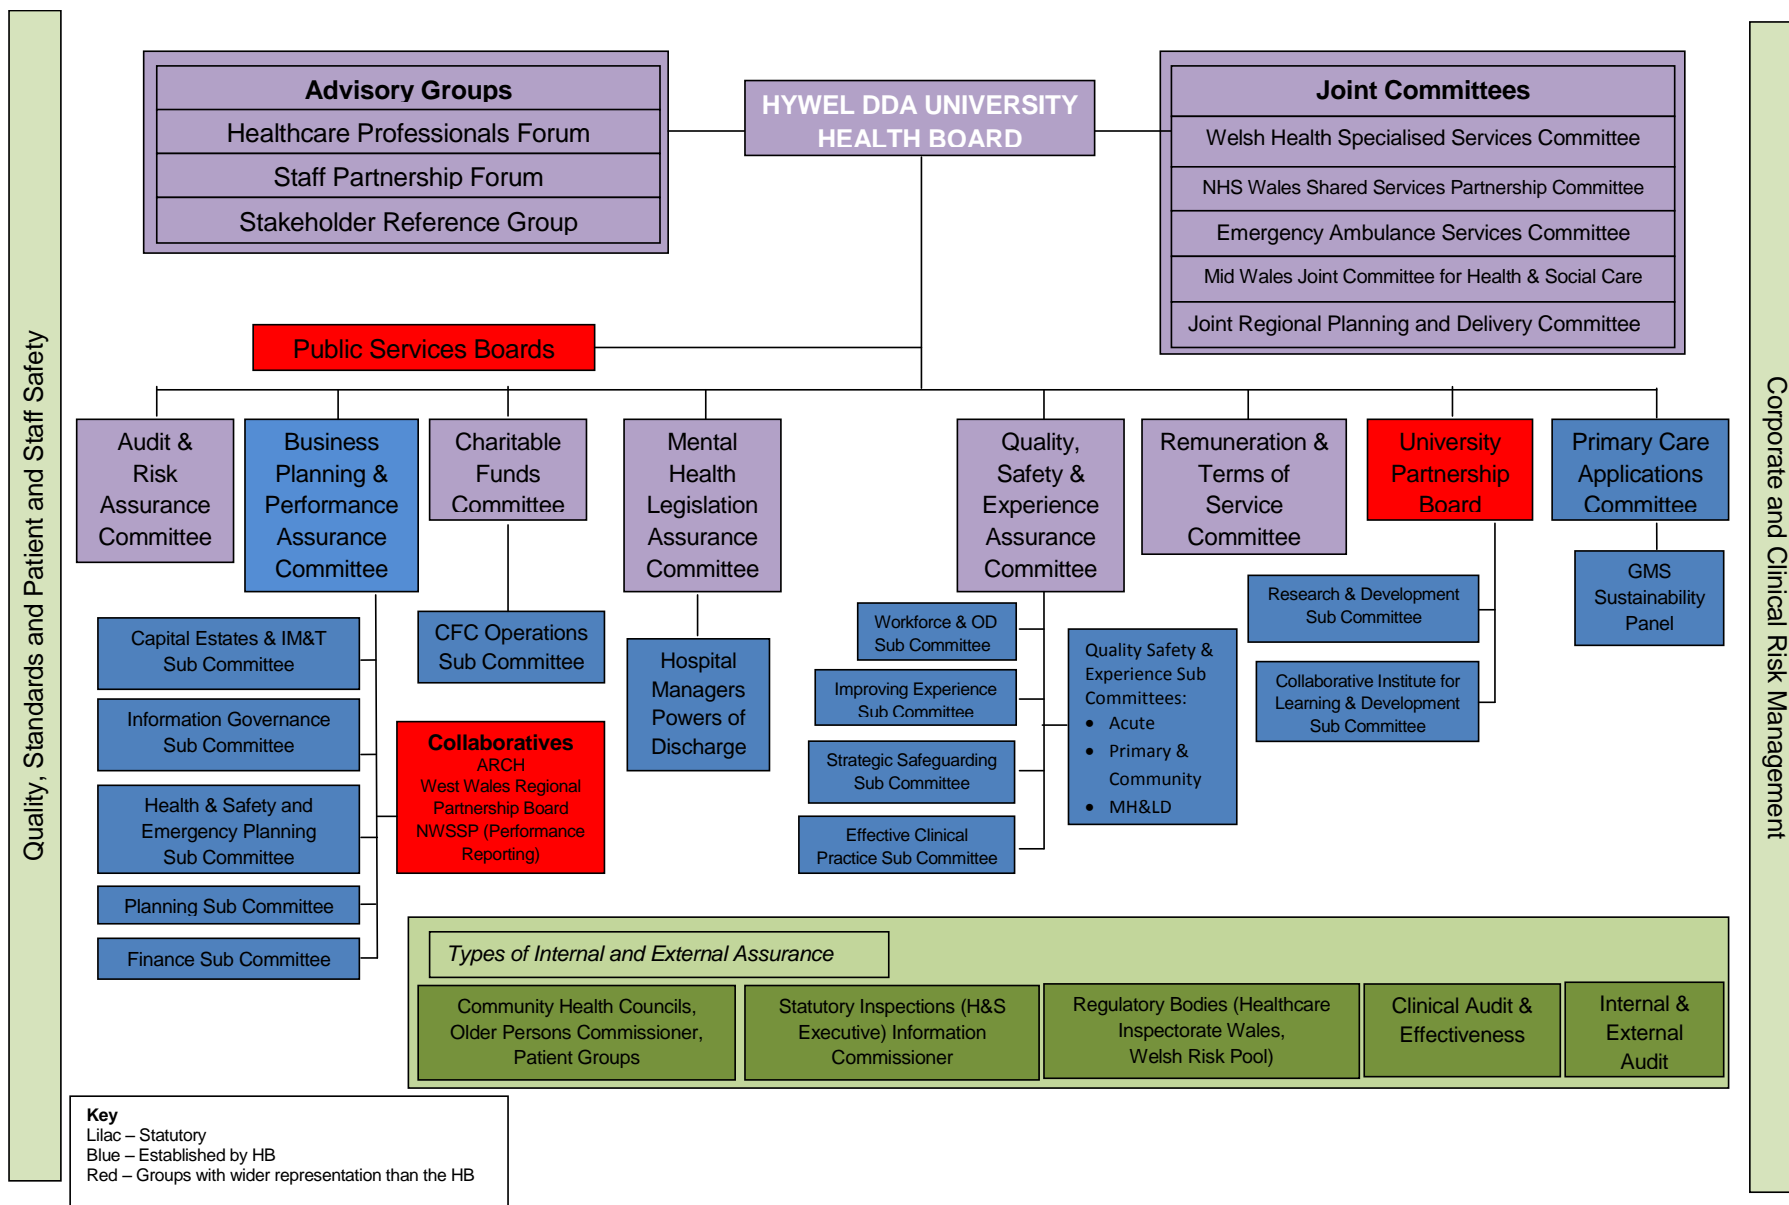 Quality, Standards and Patient and Staff Safety
Advisory Groups
Healthcare Professionals Forum
Staff Partnership Forum
Stakeholder Reference Group
HYWEL DDA UNIVERSITY
HEALTH BOARD
Joint Committees
Welsh Health Specialised Services Committee
NHS Wales Shared Services Partnership Committee
Emergency Ambulance Services Committee
Mid Wales Joint Committee for Health & Social Care
Joint Regional Planning and Delivery Committee
Corporate and Clinical Risk Management
Public Services Boards
Audit &
Risk
Assurance
Committee
Business
Planning &
Performance
Assurance
Committee
Charitable
Funds
Committee
Mental
Health
Legislation
Assurance
Committee
Quality,
Safety &
Experience
Assurance
Committee
Remuneration &
Terms of
Service
Committee
University
Partnership
Board
Primary Care
Applications
Committee
Capital Estates & IM&T
Sub Committee
Information Governance
Sub Committee
Health & Safety and
Emergency Planning
Sub Committee
Planning Sub Committee
Finance Sub Committee
Collaboratives
ARCH
West Wales Regional
Partnership Board
NWSSP (Performance
Reporting)
CFC Operations
Sub Committee
Hospital
Managers
Powers of
Discharge
Workforce & OD
Sub Committee
Improving Experience
Sub Committee
Strategic Safeguarding
Sub Committee
Effective Clinical
Practice Sub Committee
Quality Safety &
Experience Sub
Committees:
• Acute
• Primary &
Community
• MH&LD
Research & Development
Sub Committee
Collaborative Institute for
Learning & Development
Sub Committee
GMS
Sustainability
Panel
Types of Internal and External Assurance
Community Health Councils,
Older Persons Commissioner,
Patient Groups
Statutory Inspections (H&S
Executive) Information
Commissioner
Regulatory Bodies (Healthcare
Inspectorate Wales,
Welsh Risk Pool)
Clinical Audit &
Effectiveness
Internal &
External
Audit
Key
Lilac – Statutory
Blue – Established by HB
Red – Groups with wider representation than the HB